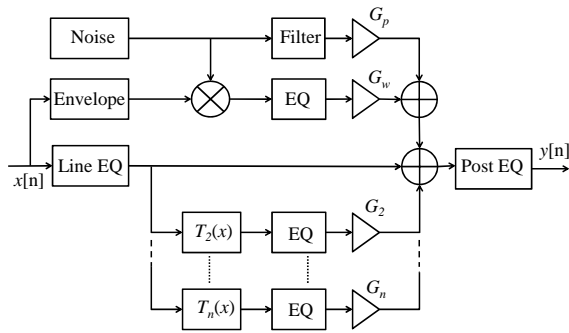 Noise
Filter
G_p
Envelope
EQ
G_w
x[n]
Line EQ
Post EQ
y[n]
T_2(x)
EQ
G_2
T_n(x)
EQ
G_n